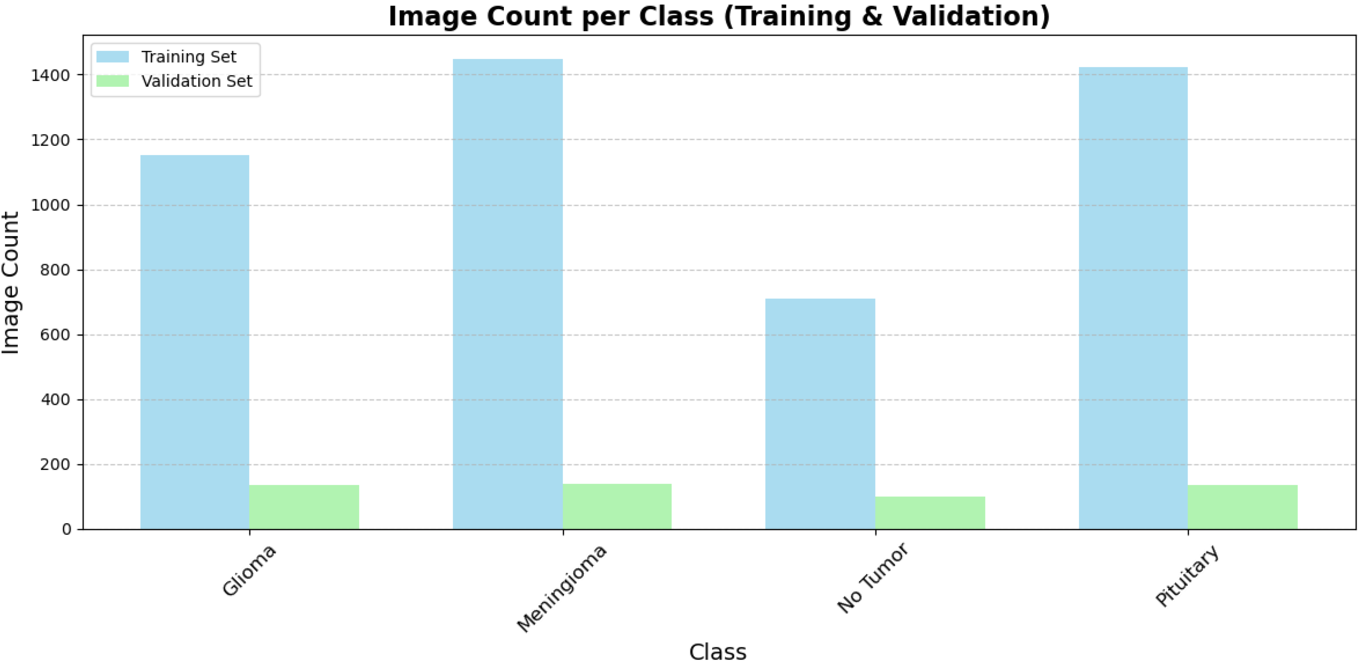 Image Count per Class (Training & Validation)
Training Set
Validation Set
1400
1200
1000
800
600
400
200
0
Image Count
Glioma
Meningioma
No Tumor
Pituitary
Class